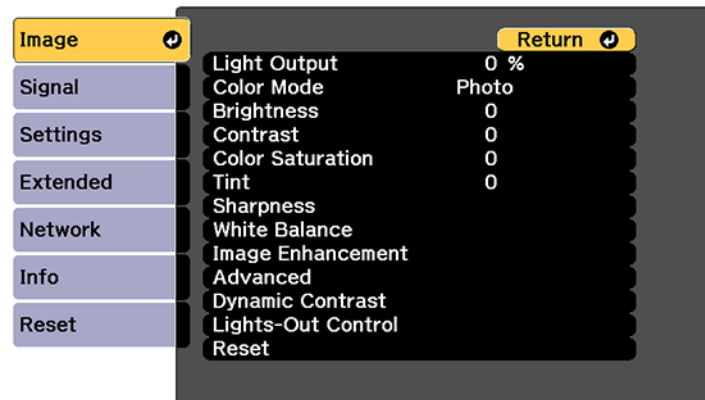 Image
Signal
Settings
Extended
Network
Info
Reset
Return
Light Output 0 %
Color Mode Photo
Brightness 0
Contrast 0
Color Saturation 0
Tint 0
Sharpness
White Balance
Image Enhancement
Advanced
Dynamic Contrast
Lights-Out Control
Reset